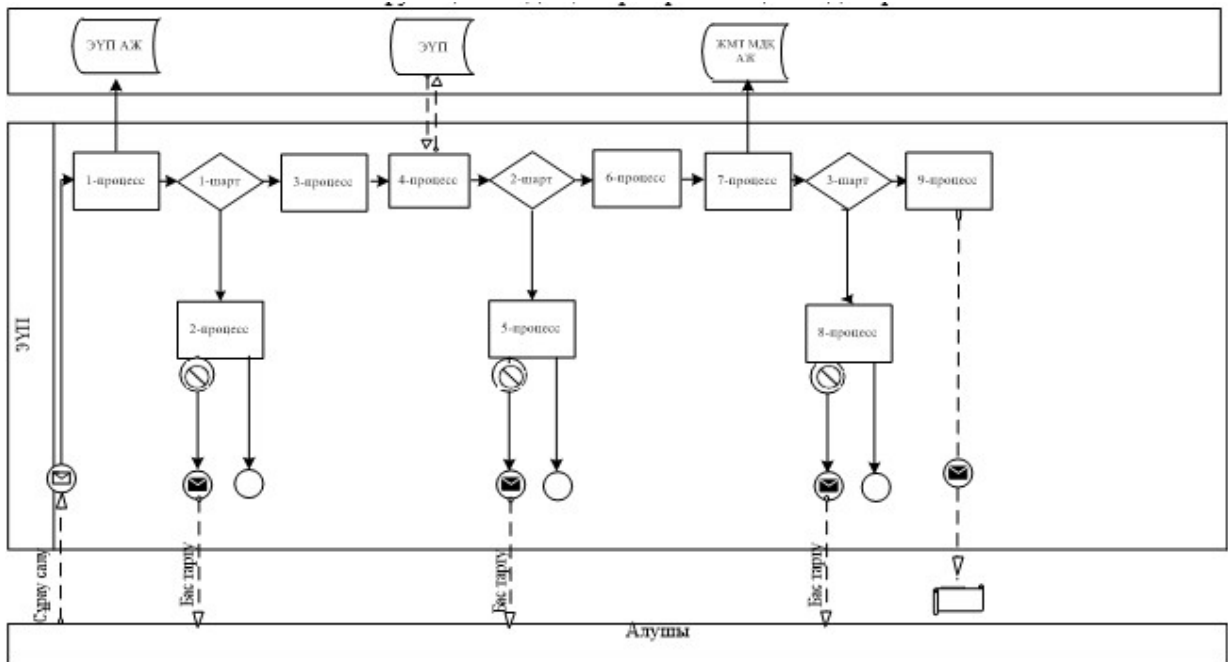 ЭҮП АЖ
ЭҮП
ЖМТ МДҚ
АЖ
ЭҮП
1-процесс
1-шарт
3-процесс
4-процесс
2-шарт
6-процесс
7-процесс
3-шарт
9-процесс
2-процесс
5-процесс
8-процесс
Сұрау салу
Бас тарту
Бас тарту
Бас тарту
Алушы